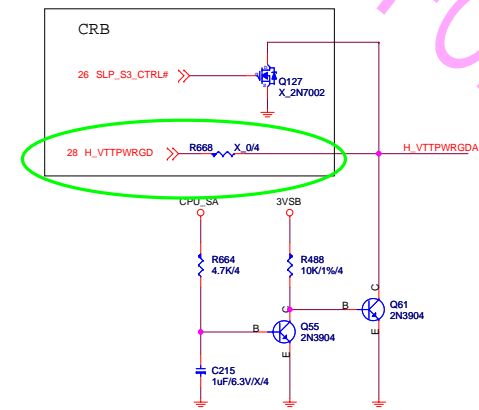 CRB
26 SLP_S3_CTRL#
Q127
X_2N7002
28 H_VTTPWRGD
R668 X_0/4
H_VTTPWRGDA
CPU_SA 3VSB
R664
4.7K/4
R488
10K/1%/4
C
B
Q61
2N3904
E
C
B
Q55
2N3904
E
C215
1uF/6.3V/X/4